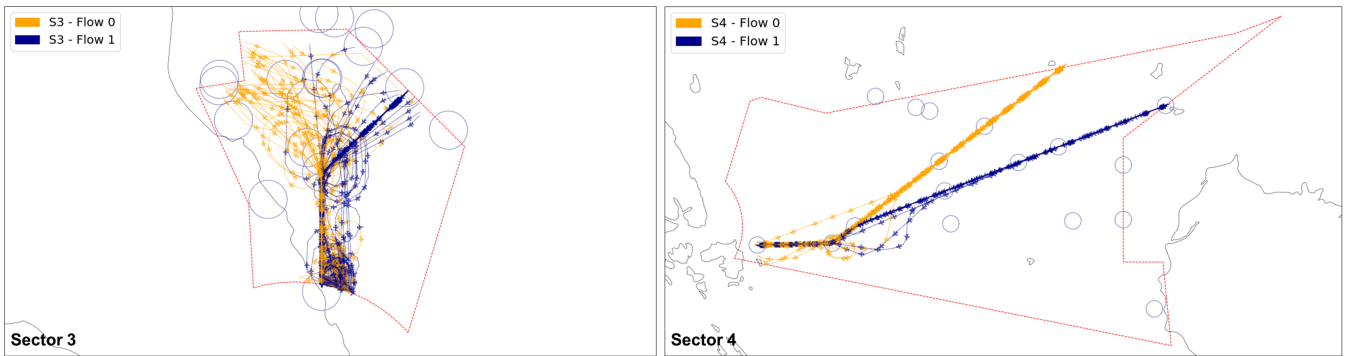 S3 - Flow 0
S3 - Flow 1
Sector 3
S4 - Flow 0
S4 - Flow 1
Sector 4